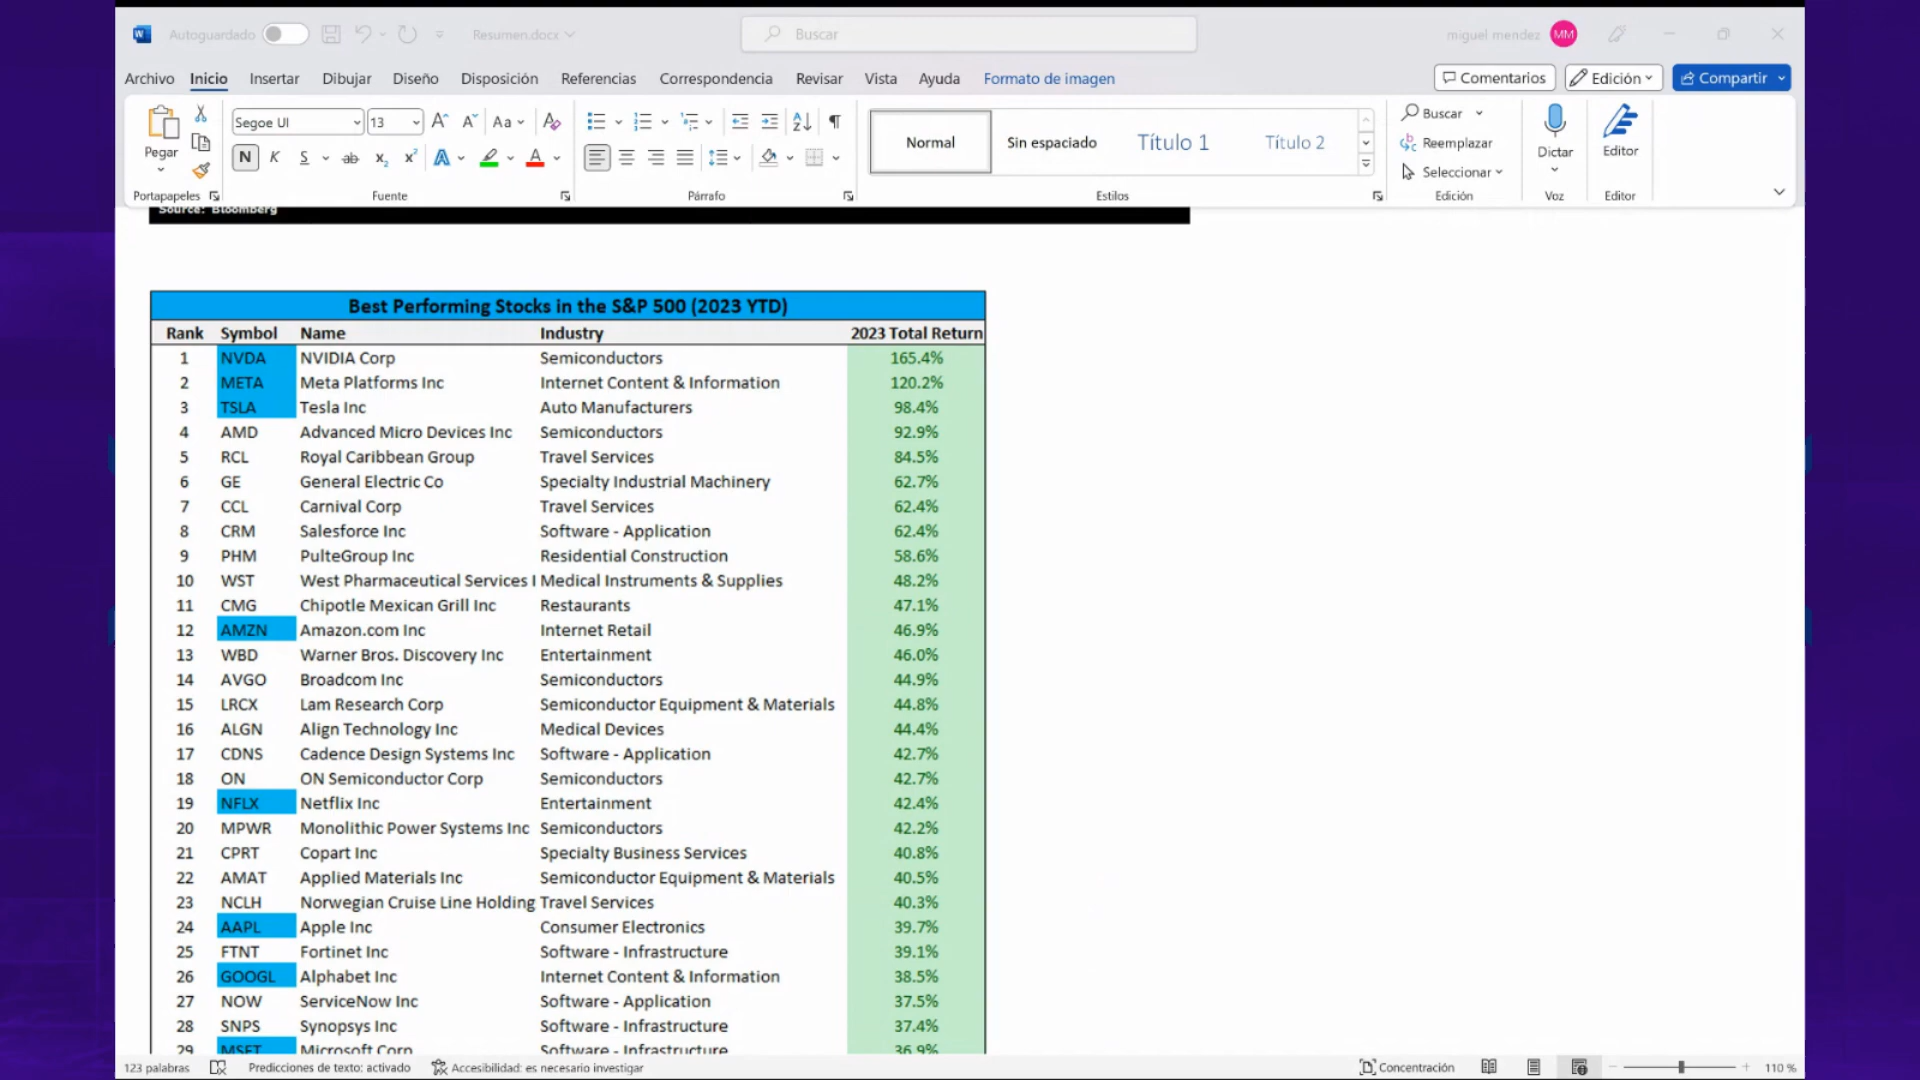 Autoguardado Resumen.docx Buscar miguel mendez MM
Archivo Inicio Insertar Dibujar Diseño Disposición Referencias Correspondencia Revisar Vista Ayuda Formato de imagen Comentarios Edición Compartir
Pegar Segoe UI 13 Aa Normal Sin espaciado Título 1 Título 2 Buscar Reemplazar Seleccionar Dictar Editor
N K S ab
Portapapeles Fuente Párrafo Estilos Edición Voz Editor
Source: Bloomberg
Best Performing Stocks in the S&P 500 (2023 YTD)
Rank Symbol Name Industry 2023 Total Return
1 NVDA NVIDIA Corp Semiconductors 165.4%
2 META Meta Platforms Inc Internet Content & Information 120.2%
3 TSLA Tesla Inc Auto Manufacturers 98.4%
4 AMD Advanced Micro Devices Inc Semiconductors 92.9%
5 RCL Royal Caribbean Group Travel Services 84.5%
6 GE General Electric Co Specialty Industrial Machinery 62.7%
7 CCL Carnival Corp Travel Services 62.4%
8 CRM Salesforce Inc Software - Application 62.4%
9 PHM PulteGroup Inc Residential Construction 58.6%
10 WST West Pharmaceutical Services I Medical Instruments & Supplies 48.2%
11 CMG Chipotle Mexican Grill Inc Restaurants 47.1%
12 AMZN Amazon.com Inc Internet Retail 46.9%
13 WBD Warner Bros. Discovery Inc Entertainment 46.0%
14 AVGO Broadcom Inc Semiconductors 44.9%
15 LRCX Lam Research Corp Semiconductor Equipment & Materials 44.8%
16 ALGN Align Technology Inc Medical Devices 44.4%
17 CDNS Cadence Design Systems Inc Software - Application 42.7%
18 ON ON Semiconductor Corp Semiconductors 42.7%
19 NFLX Netflix Inc Entertainment 42.4%
20 MPWR Monolithic Power Systems Inc Semiconductors 42.2%
21 CPRT Copart Inc Specialty Business Services 40.8%
22 AMAT Applied Materials Inc Semiconductor Equipment & Materials 40.5%
23 NCLH Norwegian Cruise Line Holding Travel Services 40.3%
24 AAPL Apple Inc Consumer Electronics 39.7%
25 FTNT Fortinet Inc Software - Infrastructure 39.1%
26 GOOGL Alphabet Inc Internet Content & Information 38.5%
27 NOW ServiceNow Inc Software - Application 37.5%
28 SNPS Synopsys Inc Software - Infrastructure 37.4%
29 MSFT Microsoft Corp Software - Infrastructure 36.9%
123 palabras Predicciones de texto: activado Accesibilidad: es necesario investigar Concentración 110 %